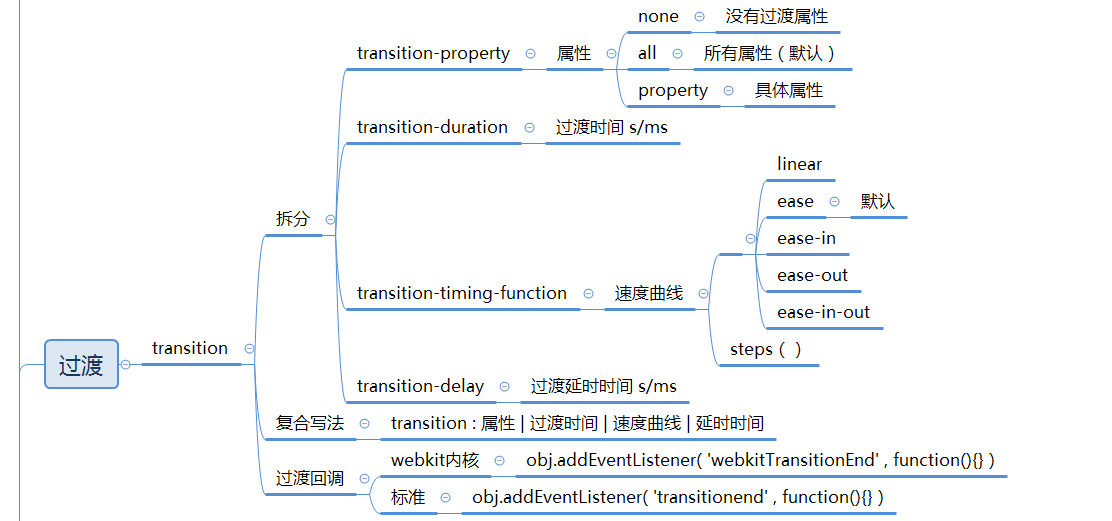 过渡
transition
拆分
transition-property
属性
none
没有过渡属性
all
所有属性（默认）
property
具体属性
transition-duration
过渡时间 s/ms
transition-timing-function
速度曲线
linear
ease
默认
ease-in
ease-out
ease-in-out
steps（ ）
transition-delay
过渡延时时间 s/ms
复合写法
transition : 属性 | 过渡时间 | 速度曲线 | 延时时间
过渡回调
webkit内核
obj.addEventListener( 'webkitTransitionEnd' , function(){} )
标准
obj.addEventListener( 'transitionend' , function(){} )